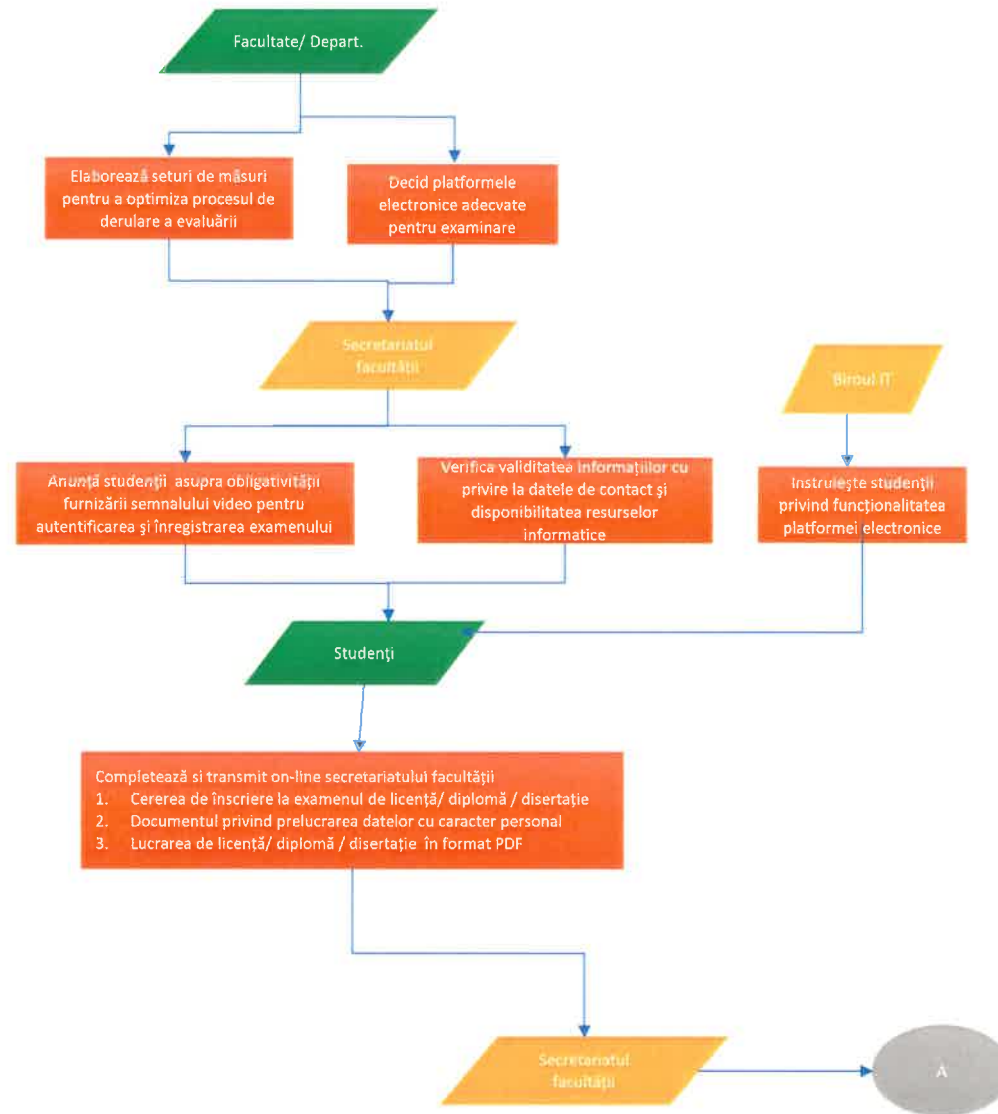 Facultate/ Depart.
Elaborează seturi de măsuri
pentru a optimiza procesul de
derulare a evaluării
Decid platformele
electronice adecvate
pentru examinare
Secretariatul
facultății
Biroul IT
Anunță studenții asupra obligativității
furnizării semnalului video pentru
autentificarea și înregistrarea examenului
Verifica validitatea informațiilor cu
privire la datele de contact și
disponibilitatea resurselor
informatice
Instruiește studenții
privind funcționalitatea
platformei electronice
Studenți
Completează si transmit on-line secretariatului facultății
1. Cererea de înscriere la examenul de licență/ diplomă / disertație
2. Documentul privind prelucrarea datelor cu caracter personal
3. Lucrarea de licență/ diplomă / disertație în format PDF
Secretariatul
facultății
A